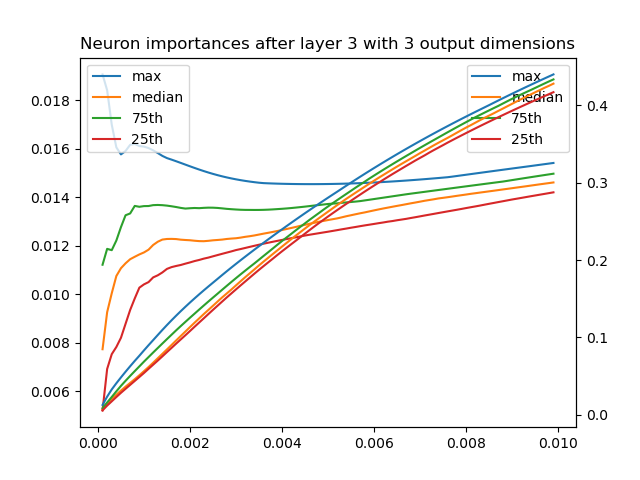 Neuron importances after layer 3 with 3 output dimensions
max
median
75th
25th
max
median
75th
25th
0.018
0.016
0.014
0.012
0.010
0.008
0.006
0.4
0.3
0.2
0.1
0.0
0.000 0.002 0.004 0.006 0.008 0.010